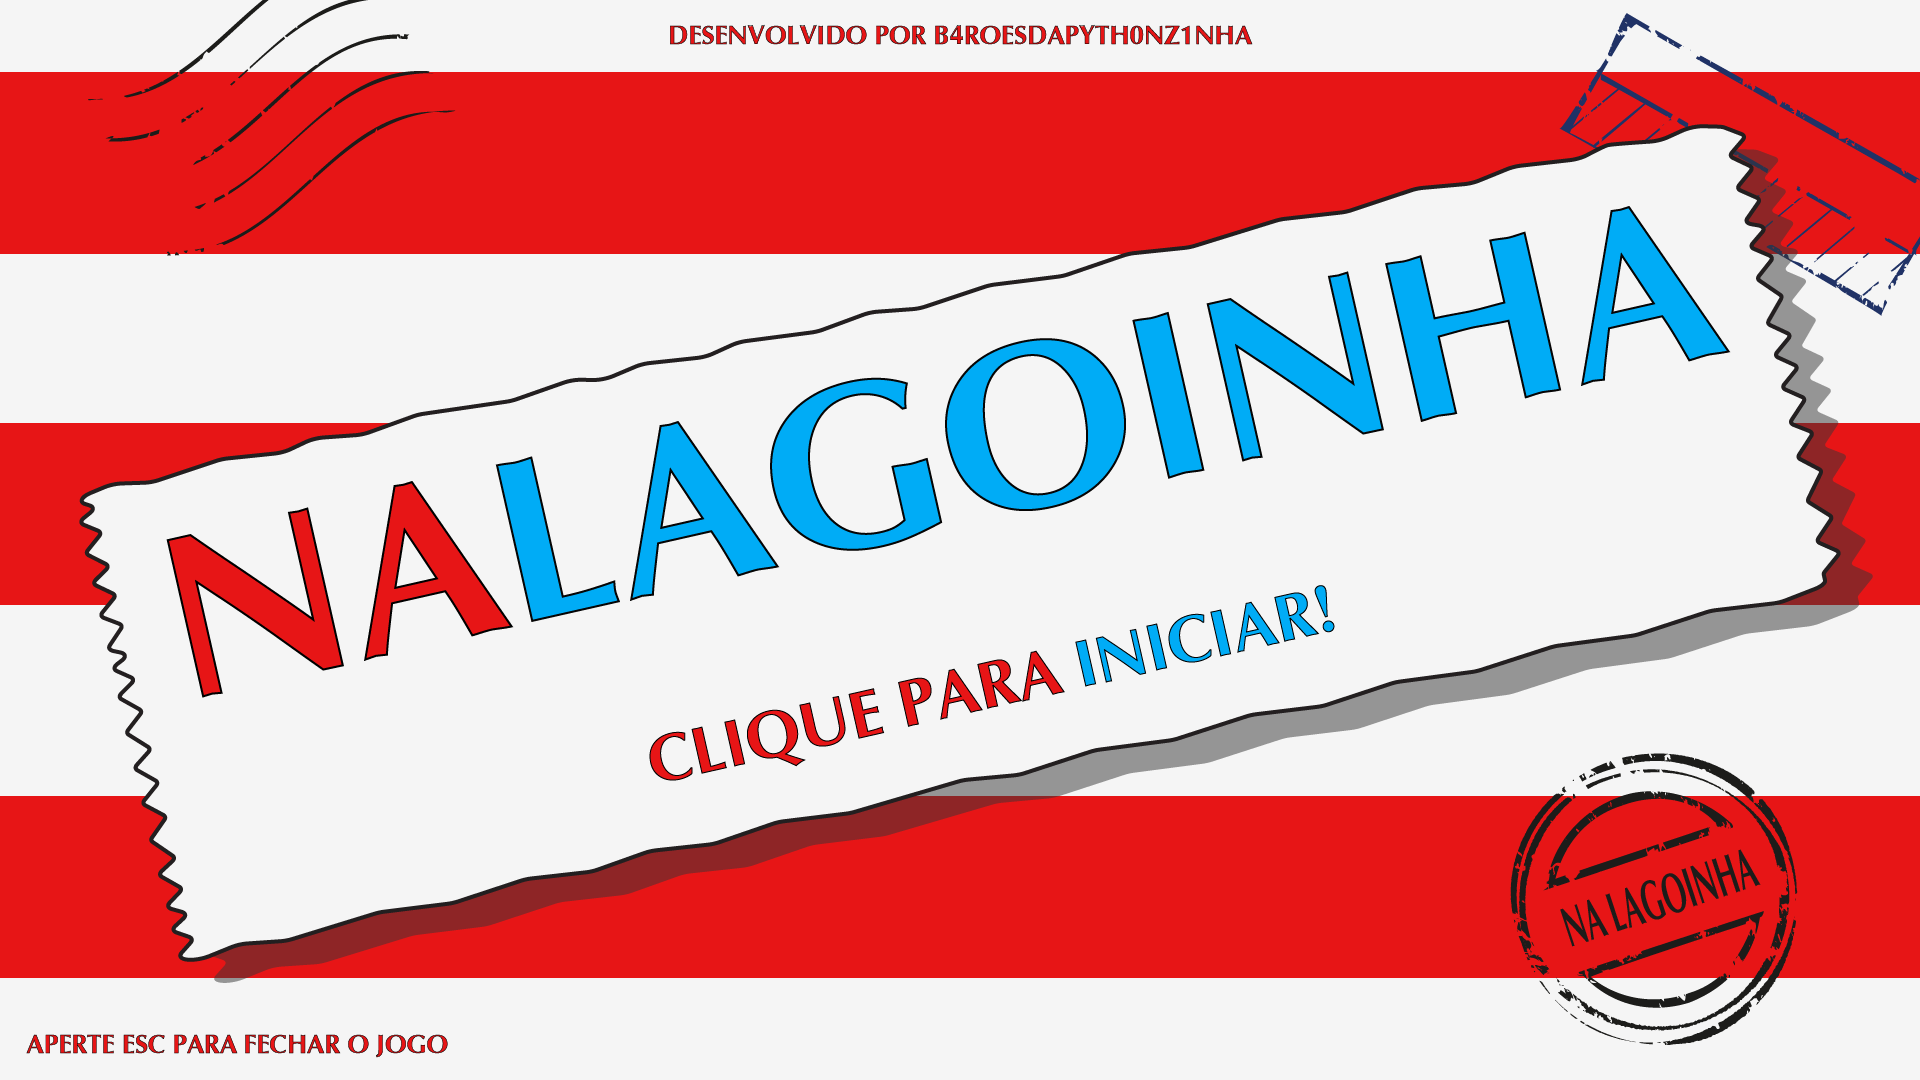 DESENVOLVIDO POR B4ROESDAPYTH0NZ1NHA
NALAGOINHA
CLIQUE PARA INICIAR!
NA LAGOINHA
APERTE ESC PARA FECHAR O JOGO